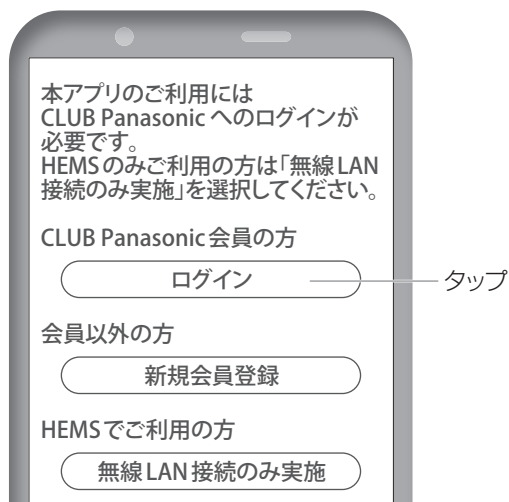 本アプリのご利用には
CLUB Panasonic へのログインが
必要です。
HEMSのみご利用の方は「無線LAN
接続のみ実施」を選択してください。
CLUB Panasonic会員の方
ログイン
タップ
会員以外の方
新規会員登録
HEMSでご利用の方
無線LAN接続のみ実施